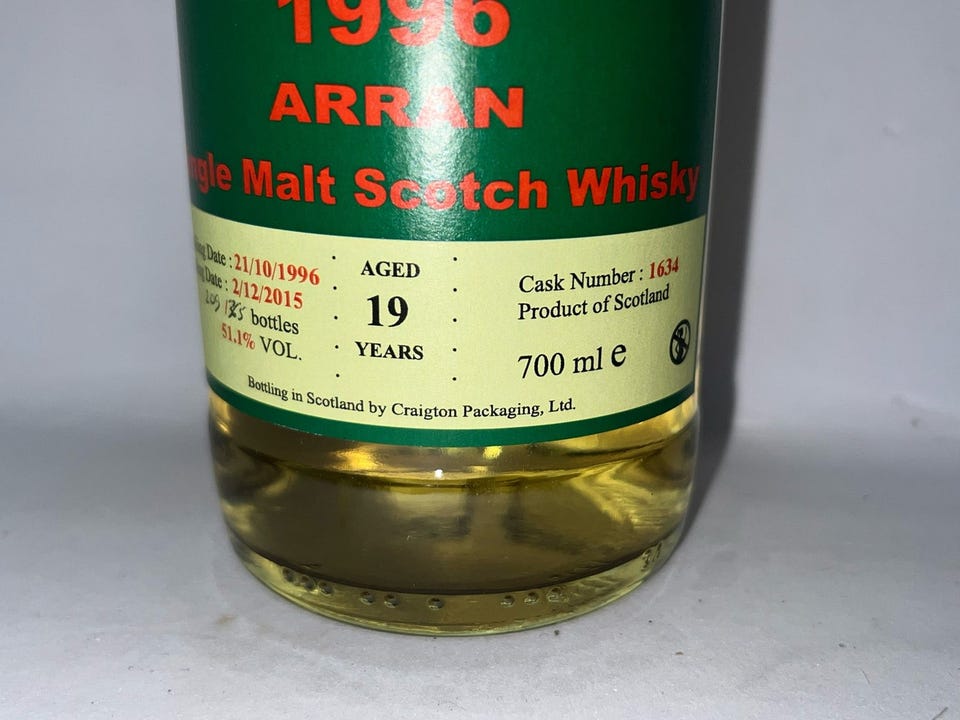 1996
ARRAN
ngle Malt Scotch Whisky
Date : 21/10/1996
Date : 2/12/2015
bottles
51.1% VOL.
AGED
19
YEARS
Cask Number : 1634
Product of Scotland
700 ml e
Bottling in Scotland by Craigton Packaging, Ltd.